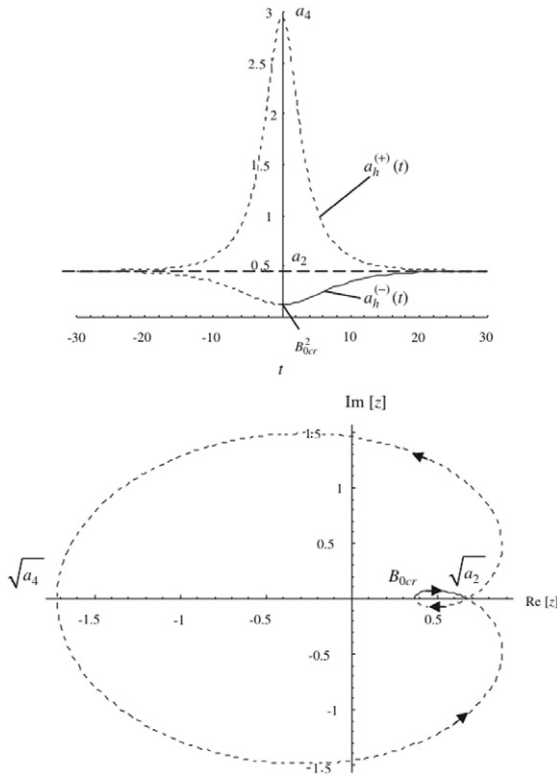 3 a₄
2.5
2
1.5
a_h^(+)(t)
1
a₂
0.5
a_h^(-)(t)
-30 -20 -10 10 20 30
B²_0cr
t
Im [z]
1.5
1
0.5
√a₄ B_0cr √a₂
-1.5 -1 -0.5 0.5 Re [z]
-0.5
-1
-1.5